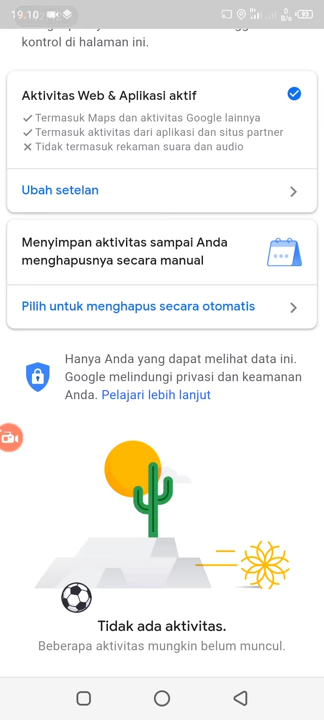 19.10
0
B/s
kontrol di halaman ini.
Aktivitas Web & Aplikasi aktif
Termasuk Maps dan aktivitas Google lainnya
Termasuk aktivitas dari aplikasi dan situs partner
Tidak termasuk rekaman suara dan audio
Ubah setelan
Menyimpan aktivitas sampai Anda
menghapusnya secara manual
Pilih untuk menghapus secara otomatis
Hanya Anda yang dapat melihat data ini.
Google melindungi privasi dan keamanan
Anda. Pelajari lebih lanjut
Tidak ada aktivitas.
Beberapa aktivitas mungkin belum muncul.